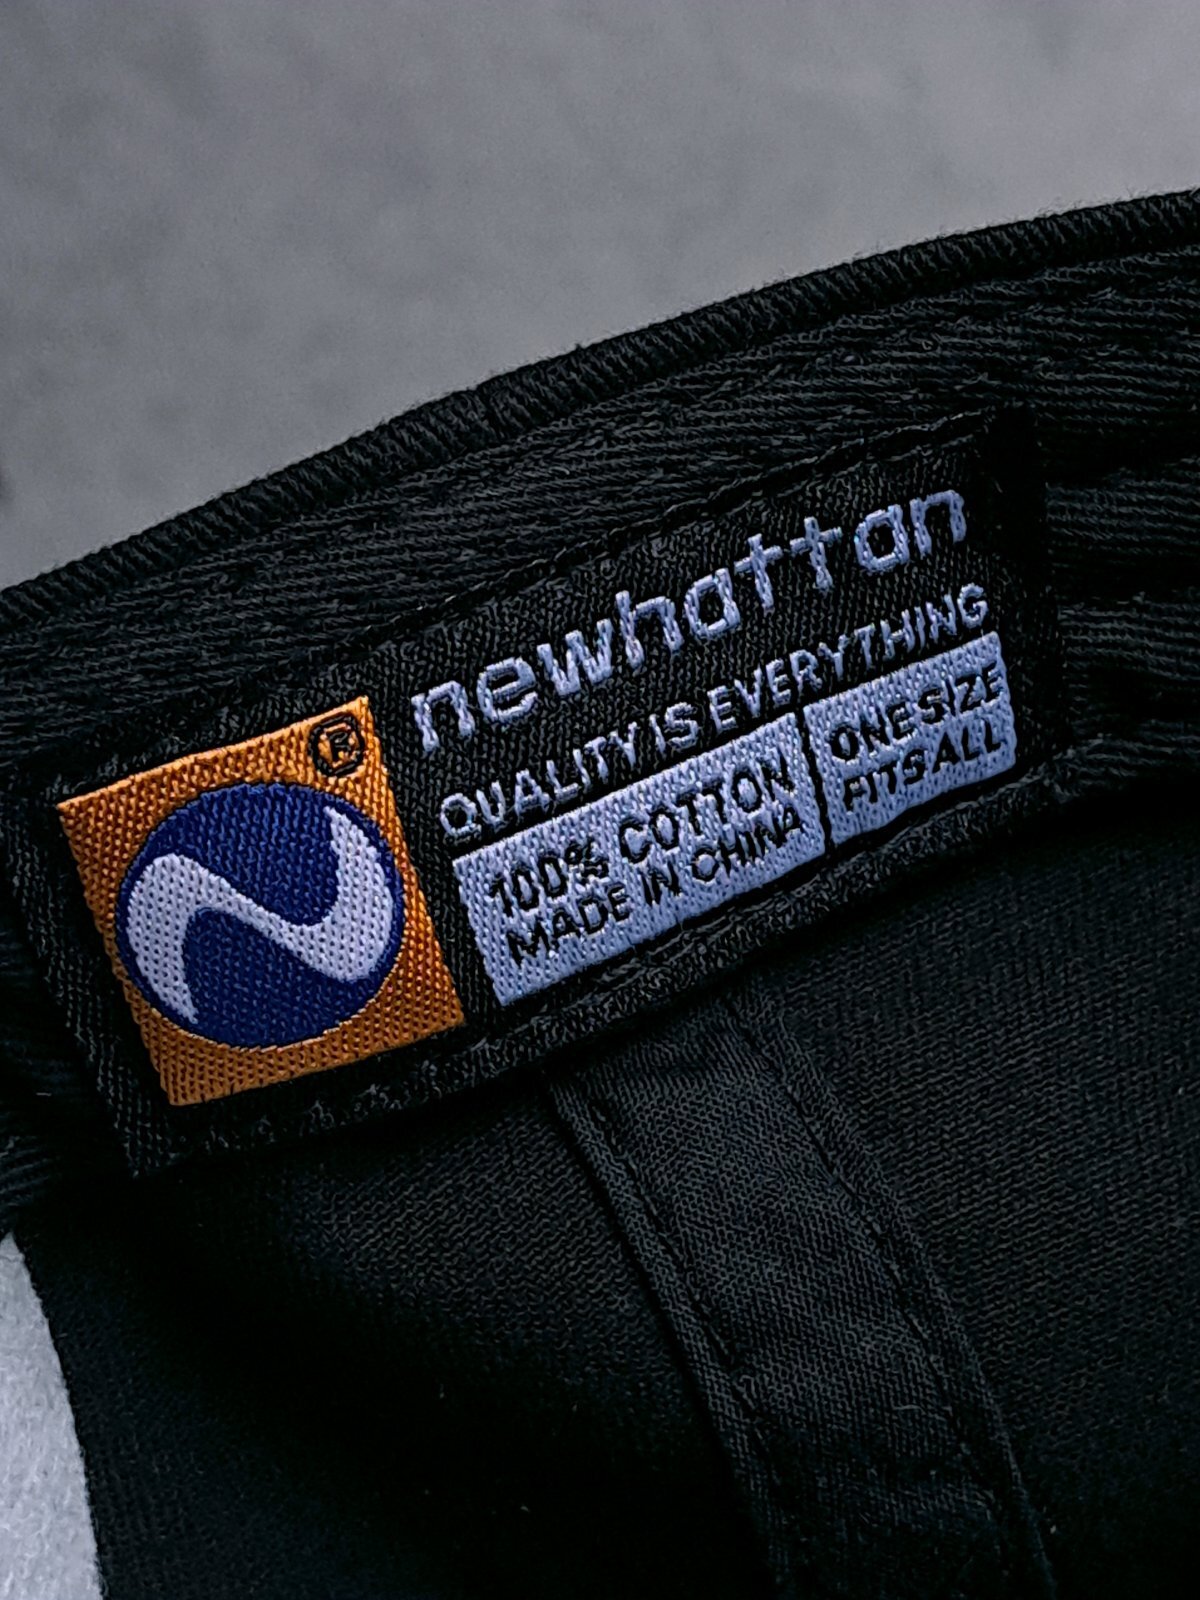 ®
newhattan
QUALITY IS EVERYTHING
100% COTTON
MADE IN CHINA
ONE SIZE
FITS ALL